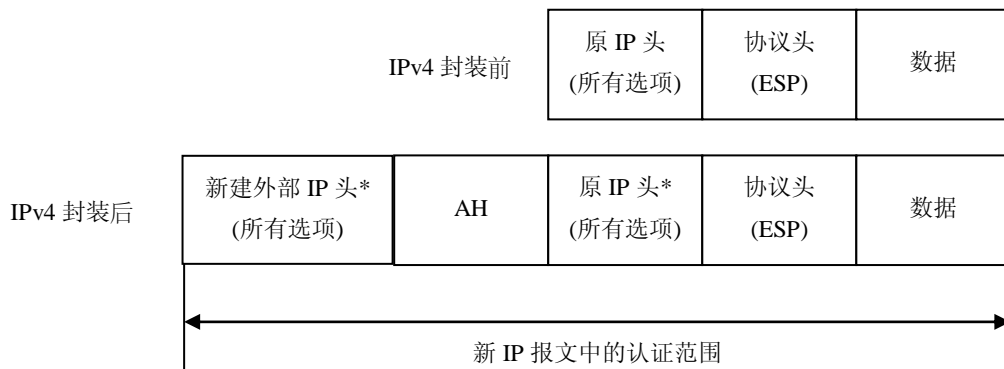 IPv4 封装前
原 IP 头
(所有选项)
协议头
(ESP)
数据
IPv4 封装后
新建外部 IP 头*
(所有选项)
AH
原 IP 头*
(所有选项)
协议头
(ESP)
数据
新 IP 报文中的认证范围